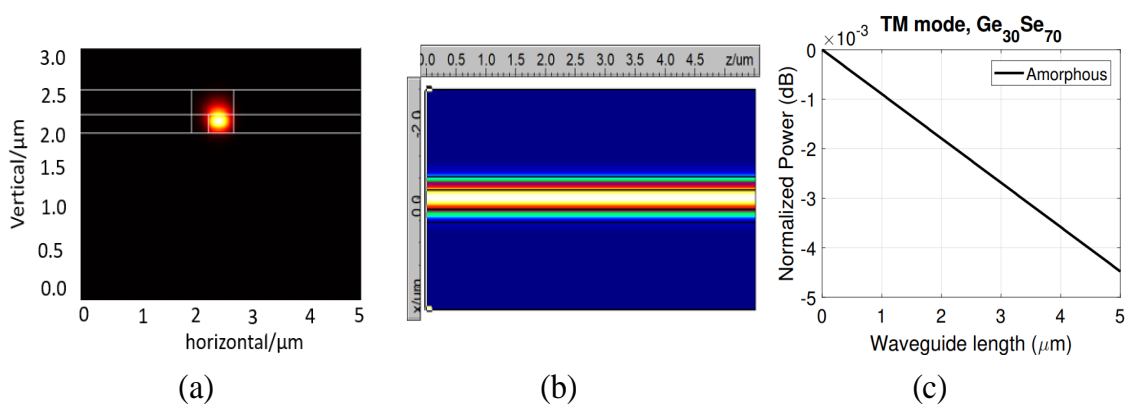 3.0
2.5
2.0
1.5
1.0
0.5
0.0
Vertical/μm
0 1 2 3 4 5
horizontal/μm
(a)
0.0 0.5 1.0 1.5 2.0 2.5 3.0 3.5 4.0 4.5 z/um
-2.0
0.0
x/um
(b)
TM mode, Ge30Se70
×10-3
0
-1
-2
-3
-4
-5
Normalized Power (dB)
Amorphous
0 1 2 3 4 5
Waveguide length (μm)
(c)